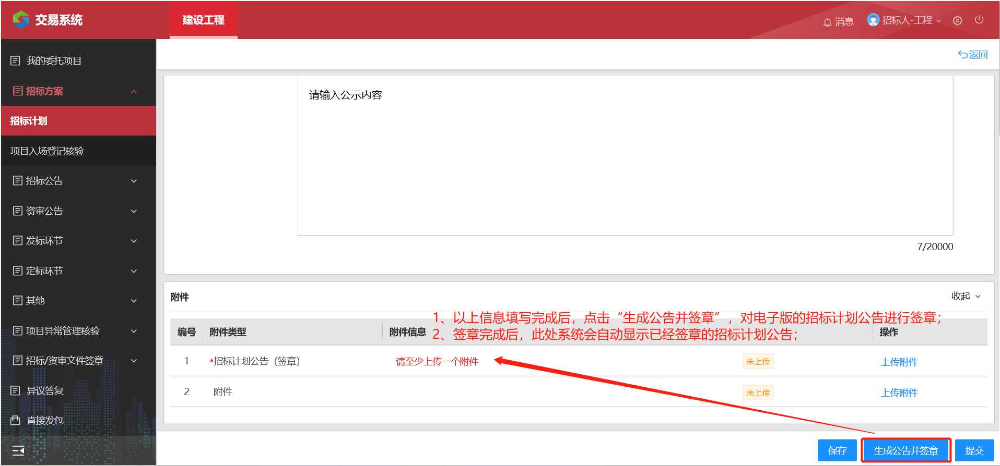 交易系统
建设工程
消息
招标人-工程
返回
我的委托项目
招标方案
招标计划
项目入场登记核验
招标公告
资审公告
发标环节
定标环节
其他
项目异常管理核验
招标/资审文件签章
异议答复
直接发包
请输入公示内容
7/20000
附件
收起
1、以上信息填写完成后，点击“生成公告并签章”，对电子版的招标计划公告进行签章；
2、签章完成后，此处系统会自动显示已经签章的招标计划公告；
编号 附件类型 附件信息 操作
1 *招标计划公告（签章） 请至少上传一个附件 未上传 上传附件
2 附件 未上传 上传附件
保存 生成公告并签章 提交